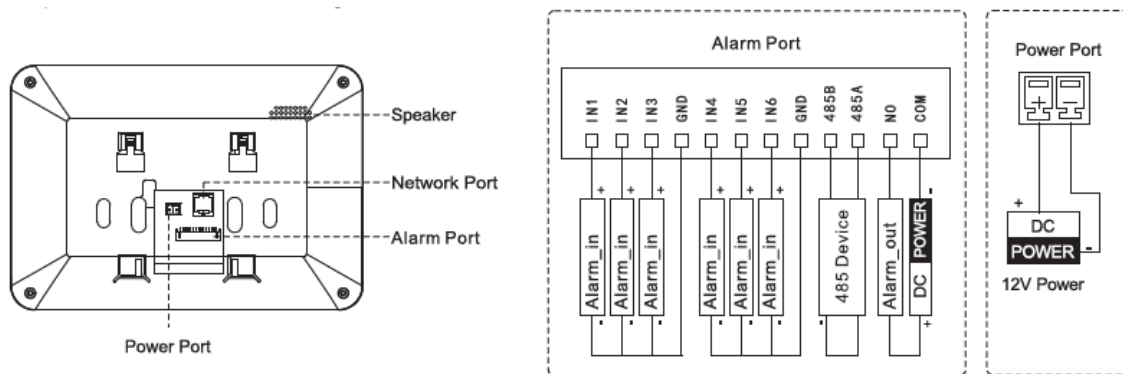 Speaker
Network Port
Alarm Port
Power Port
Alarm Port
IN1 IN2 IN3 GND IN4 IN5 IN6 GND 485B 485A NO COM
+ + + + + + -
Alarm_in Alarm_in Alarm_in Alarm_in Alarm_in Alarm_in 485 Device Alarm_out DC POWER
- - - - - - - +
Power Port
+ -
+
DC
POWER -
12V Power